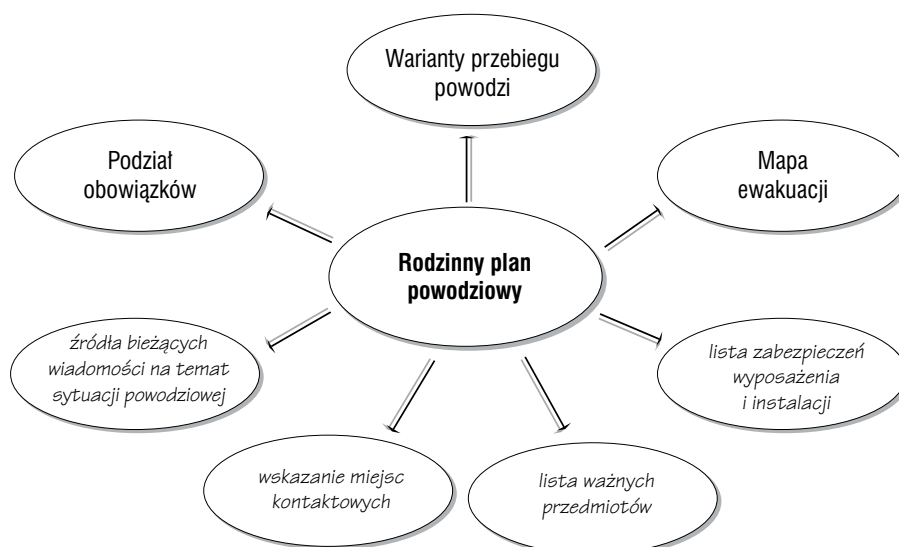 Warianty przebiegu
powodzi
Podział
obowiązków
Mapa
ewakuacji
Rodzinny plan
powodziowy
źródła bieżących
wiadomości na temat
sytuacji powodziowej
lista zabezpieczeń
wyposażenia
i instalacji
wskazanie miejsc
kontaktowych
lista ważnych
przedmiotów